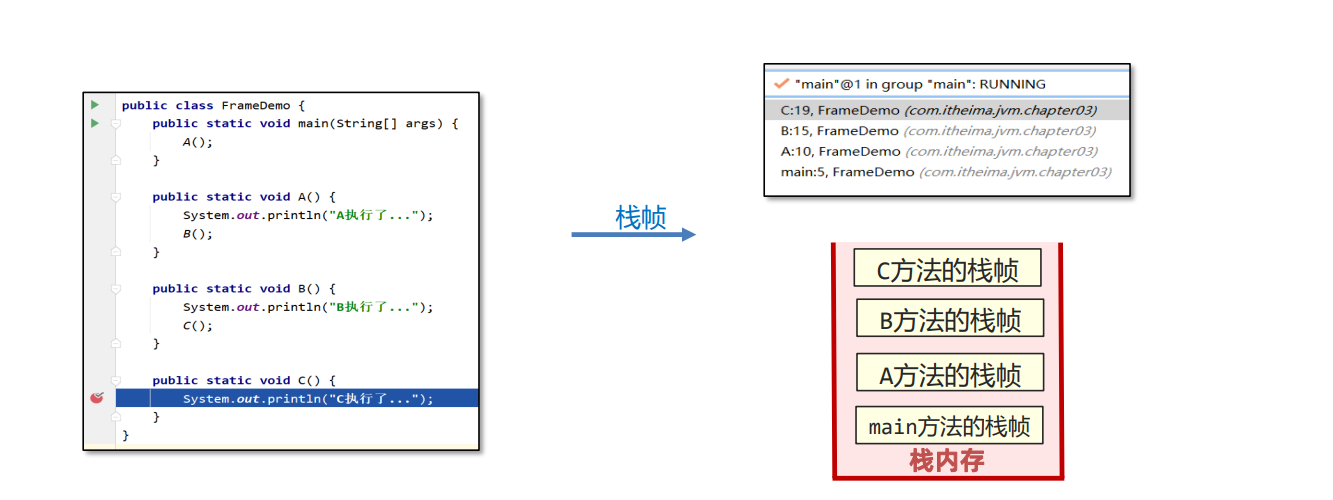 public class FrameDemo {
public static void main(String[] args) {
A();
}
public static void A() {
System.out.println("A执行了...");
B();
}
public static void B() {
System.out.println("B执行了...");
C();
}
public static void C() {
System.out.println("C执行了...");
}
}
栈帧
"main"@1 in group "main": RUNNING
C:19, FrameDemo (com.itheima.jvm.chapter03)
B:15, FrameDemo (com.itheima.jvm.chapter03)
A:10, FrameDemo (com.itheima.jvm.chapter03)
main:5, FrameDemo (com.itheima.jvm.chapter03)
C方法的栈帧
B方法的栈帧
A方法的栈帧
main方法的栈帧
栈内存